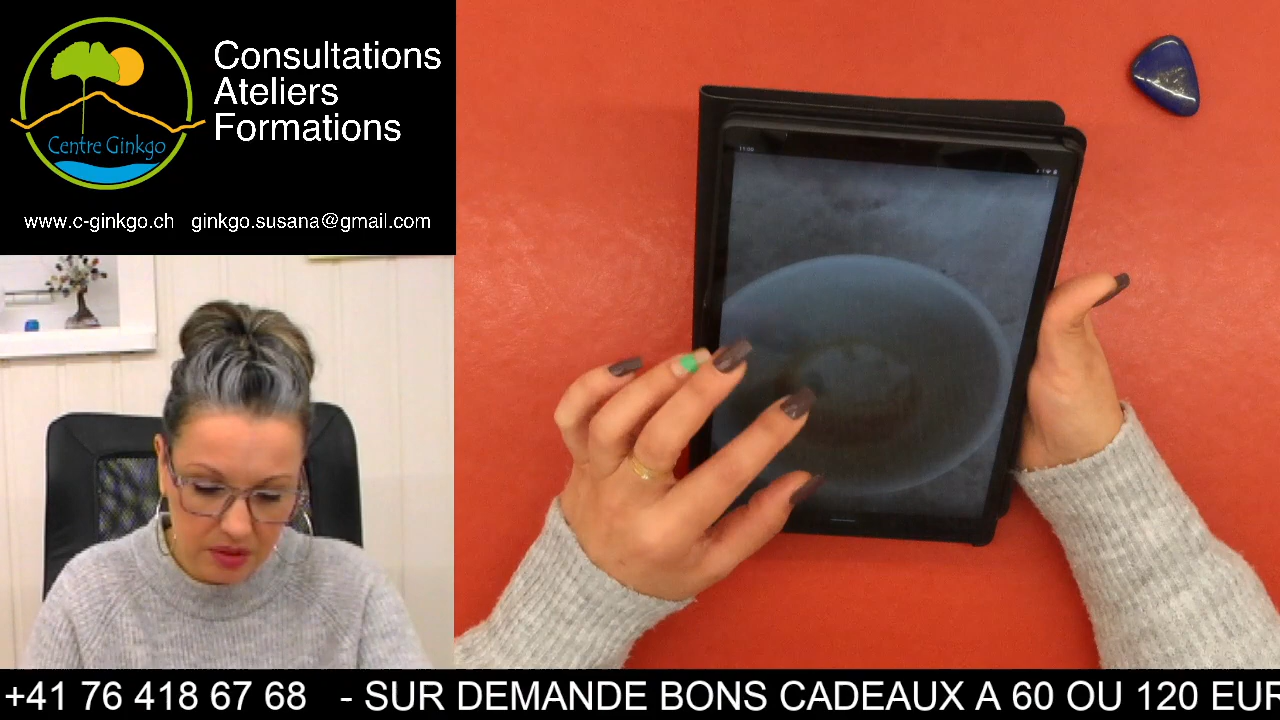 Consultations
Ateliers
Formations
Centre Ginkgo
www.c-ginkgo.ch ginkgo.susana@gmail.com
+41 76 418 67 68 - SUR DEMANDE BONS CADEAUX A 60 OU 120 EUR